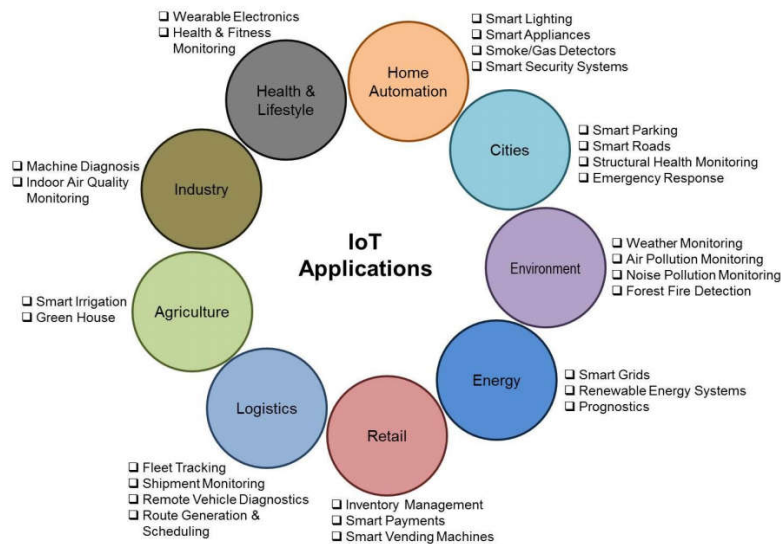 ❑ Wearable Electronics
❑ Health & Fitness
Monitoring
Health &
Lifestyle
Home
Automation
❑ Smart Lighting
❑ Smart Appliances
❑ Smoke/Gas Detectors
❑ Smart Security Systems
Cities
❑ Smart Parking
❑ Smart Roads
❑ Structural Health Monitoring
❑ Emergency Response
❑ Machine Diagnosis
❑ Indoor Air Quality
Monitoring
Industry
IoT
Applications
Environment
❑ Weather Monitoring
❑ Air Pollution Monitoring
❑ Noise Pollution Monitoring
❑ Forest Fire Detection
❑ Smart Irrigation
❑ Green House
Agriculture
Energy
❑ Smart Grids
❑ Renewable Energy Systems
❑ Prognostics
Logistics
❑ Fleet Tracking
❑ Shipment Monitoring
❑ Remote Vehicle Diagnostics
❑ Route Generation &
Scheduling
Retail
❑ Inventory Management
❑ Smart Payments
❑ Smart Vending Machines